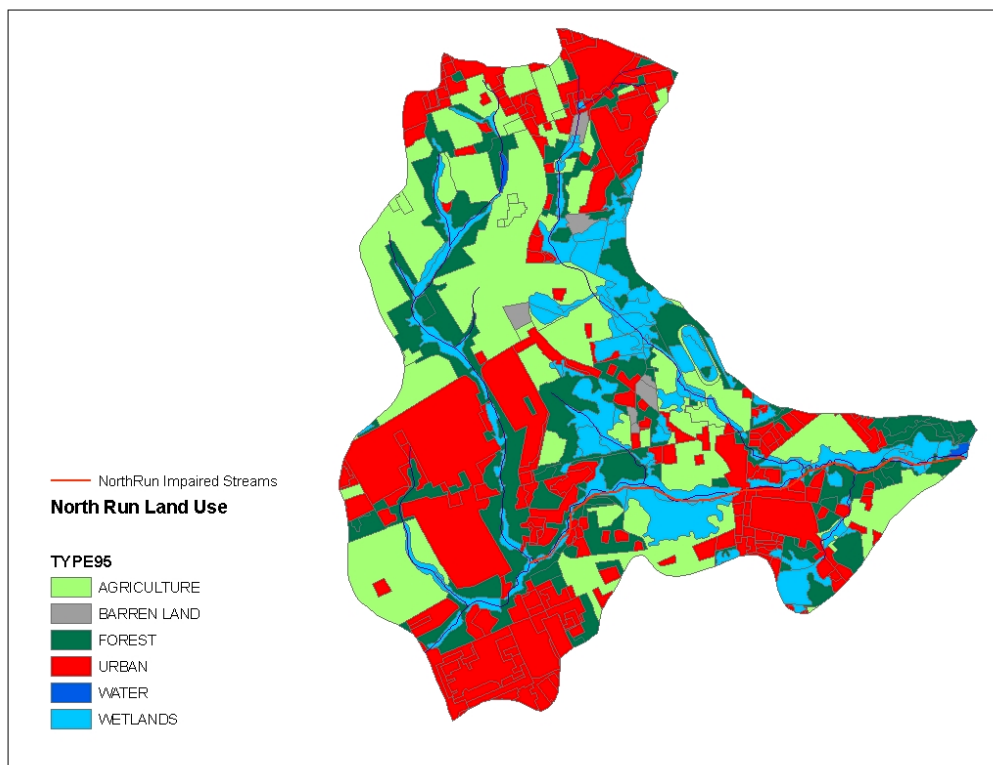 NorthRun Impaired Streams
North Run Land Use
TYPE95
AGRICULTURE
BARREN LAND
FOREST
URBAN
WATER
WETLANDS